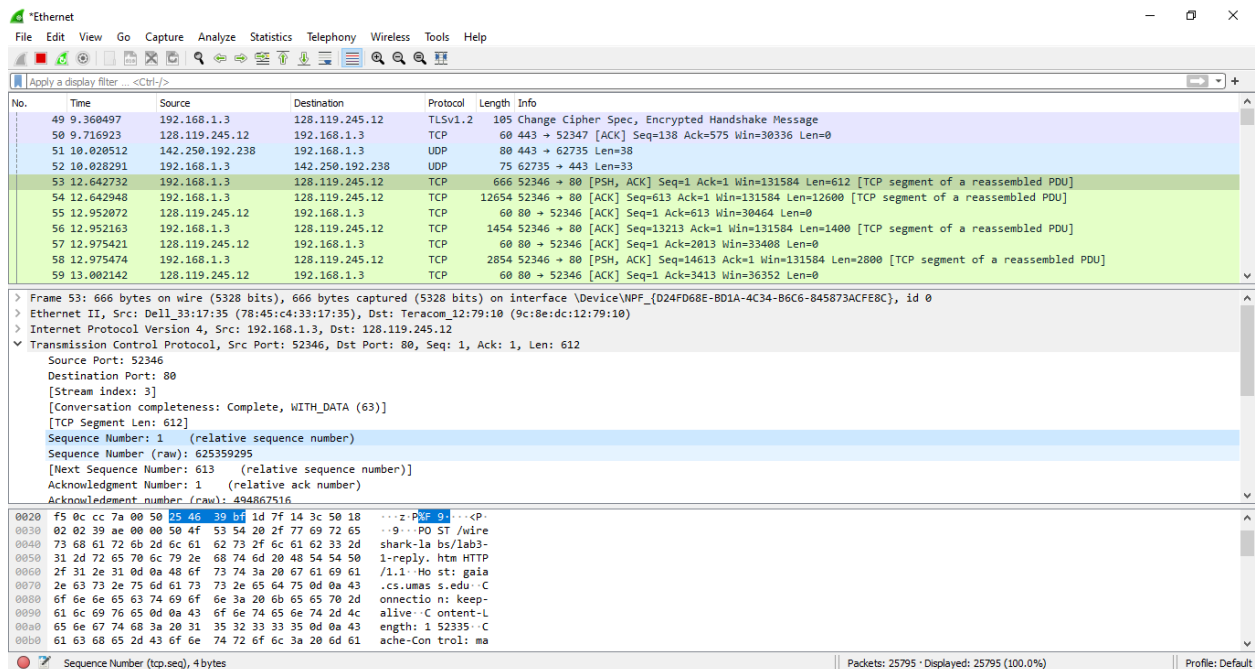 *Ethernet
File Edit View Go Capture Analyze Statistics Telephony Wireless Tools Help
Apply a display filter ... <Ctrl-/>
No. Time Source Destination Protocol Length Info
49 9.360497 192.168.1.3 128.119.245.12 TLSv1.2 105 Change Cipher Spec, Encrypted Handshake Message
50 9.716923 128.119.245.12 192.168.1.3 TCP 60 443 → 52347 [ACK] Seq=138 Ack=575 Win=30336 Len=0
51 10.020512 142.250.192.238 192.168.1.3 UDP 80 443 → 62735 Len=38
52 10.028291 192.168.1.3 142.250.192.238 UDP 75 62735 → 443 Len=33
53 12.642732 192.168.1.3 128.119.245.12 TCP 666 52346 → 80 [PSH, ACK] Seq=1 Ack=1 Win=131584 Len=612 [TCP segment of a reassembled PDU]
54 12.642948 192.168.1.3 128.119.245.12 TCP 12654 52346 → 80 [ACK] Seq=613 Ack=1 Win=131584 Len=12600 [TCP segment of a reassembled PDU]
55 12.952072 128.119.245.12 192.168.1.3 TCP 60 80 → 52346 [ACK] Seq=1 Ack=613 Win=30464 Len=0
56 12.952163 192.168.1.3 128.119.245.12 TCP 1454 52346 → 80 [ACK] Seq=13213 Ack=1 Win=131584 Len=1400 [TCP segment of a reassembled PDU]
57 12.975421 128.119.245.12 192.168.1.3 TCP 60 80 → 52346 [ACK] Seq=1 Ack=2013 Win=33408 Len=0
58 12.975474 192.168.1.3 128.119.245.12 TCP 2854 52346 → 80 [PSH, ACK] Seq=14613 Ack=1 Win=131584 Len=2800 [TCP segment of a reassembled PDU]
59 13.002142 128.119.245.12 192.168.1.3 TCP 60 80 → 52346 [ACK] Seq=1 Ack=3413 Win=36352 Len=0
> Frame 53: 666 bytes on wire (5328 bits), 666 bytes captured (5328 bits) on interface \Device\NPF_{D24FD68E-BD1A-4C34-B6C6-845873ACFE8C}, id 0
> Ethernet II, Src: Dell_33:17:35 (78:45:c4:33:17:35), Dst: Teracom_12:79:10 (9c:8e:dc:12:79:10)
> Internet Protocol Version 4, Src: 192.168.1.3, Dst: 128.119.245.12
Transmission Control Protocol, Src Port: 52346, Dst Port: 80, Seq: 1, Ack: 1, Len: 612
Source Port: 52346
Destination Port: 80
[Stream index: 3]
[Conversation completeness: Complete, WITH_DATA (63)]
[TCP Segment Len: 612]
Sequence Number: 1 (relative sequence number)
Sequence Number (raw): 625359295
[Next Sequence Number: 613 (relative sequence number)]
Acknowledgment Number: 1 (relative ack number)
Acknowledgment number (raw): 494867516
0020 f5 0c cc 7a 00 50 25 46 39 bf 1d 7f 14 3c 50 18 ···z·P%F 9····<P·
0030 02 02 39 ae 00 00 50 4f 53 54 20 2f 77 69 72 65 ··9···PO ST /wire
0040 73 68 61 72 6b 2d 6c 61 62 73 2f 6c 61 62 33 2d shark-la bs/lab3-
0050 31 2d 72 65 70 6c 79 2e 68 74 6d 20 48 54 54 50 1-reply. htm HTTP
0060 2f 31 2e 31 0d 0a 48 6f 73 74 3a 20 67 61 69 61 /1.1··Ho st: gaia
0070 2e 63 73 2e 75 6d 61 73 73 2e 65 64 75 0d 0a 43 .cs.umas s.edu··C
0080 6f 6e 6e 65 63 74 69 6f 6e 3a 20 6b 65 65 70 2d onnectio n: keep-
0090 61 6c 69 76 65 0d 0a 43 6f 6e 74 65 6e 74 2d 4c alive··C ontent-L
00a0 65 6e 67 74 68 3a 20 31 35 32 33 33 35 0d 0a 43 ength: 1 52335··C
00b0 61 63 68 65 2d 43 6f 6e 74 72 6f 6c 3a 20 6d 61 ache-Con trol: ma
Sequence Number (tcp.seq), 4 bytes Packets: 25795 · Displayed: 25795 (100.0%) Profile: Default